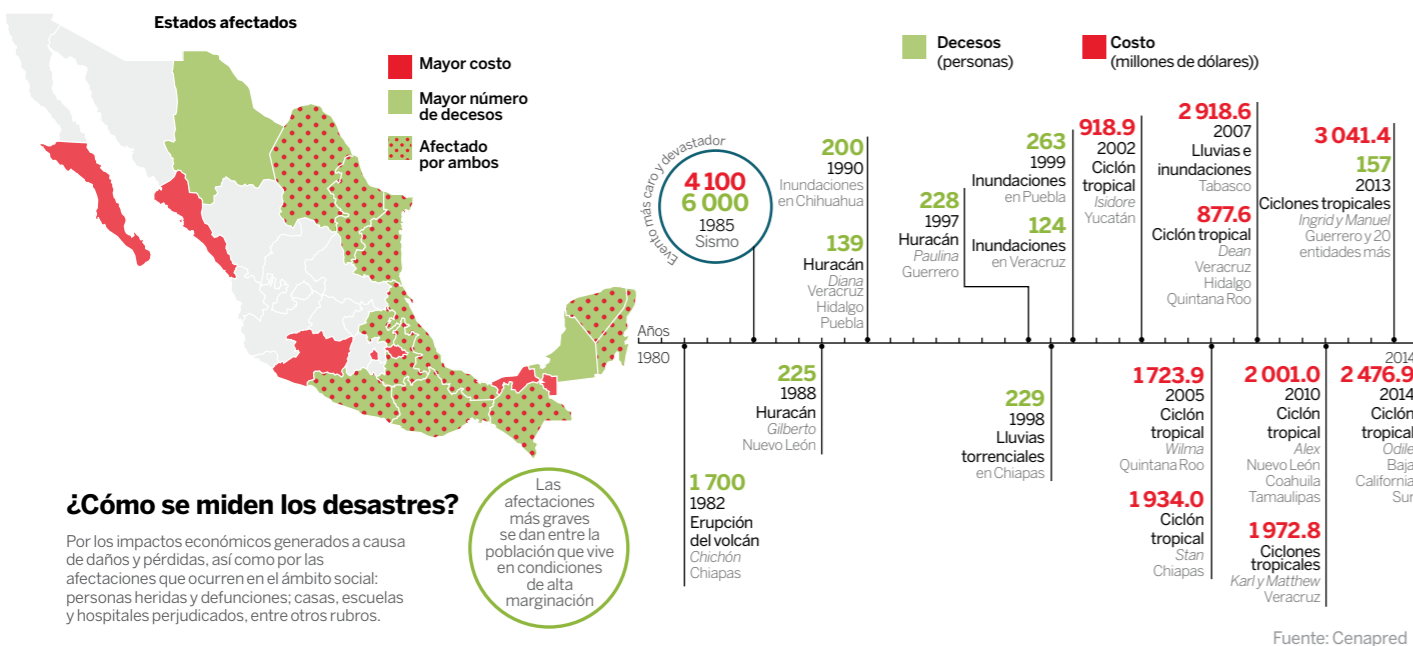 Estados afectados
Mayor costo
Mayor número
de decesos
Afectado
por ambos
¿Cómo se miden los desastres?
Por los impactos económicos generados a causa
de daños y pérdidas, así como por las
afectaciones que ocurren en el ámbito social:
personas heridas y defunciones; casas, escuelas
y hospitales perjudicados, entre otros rubros.
Las
afectaciones
más graves
se dan entre la
población que vive
en condiciones
de alta
marginación
Decesos
(personas)
Costo
(millones de dólares))
Evento más caro y devastador
4 100
6 000
1985
Sismo
200
1990
Inundaciones
en Chihuahua
139
Huracán
Diana
Veracruz
Hidalgo
Puebla
228
1997
Huracán
Paulina
Guerrero
263
1999
Inundaciones
en Puebla
124
Inundaciones
en Veracruz
918.9
2002
Ciclón
tropical
Isidore
Yucatán
2 918.6
2007
Lluvias e
inundaciones
Tabasco
877.6
Ciclón tropical
Dean
Veracruz
Hidalgo
Quintana Roo
3 041.4
157
2013
Ciclones tropicales
Ingrid y Manuel
Guerrero y 20
entidades más
Años
1980
2014
1 700
1982
Erupción
del volcán
Chichón
Chiapas
225
1988
Huracán
Gilberto
Nuevo León
229
1998
Lluvias
torrenciales
en Chiapas
1 723.9
2005
Ciclón
tropical
Wilma
Quintana Roo
1 934.0
Ciclón
tropical
Stan
Chiapas
2 001.0
2010
Ciclón
tropical
Alex
Nuevo León
Coahuila
Tamaulipas
1 972.8
Ciclones
tropicales
Karl y Matthew
Veracruz
2 476.9
2014
Ciclón
tropical
Odile
Baja
California
Sur
Fuente: Cenapred